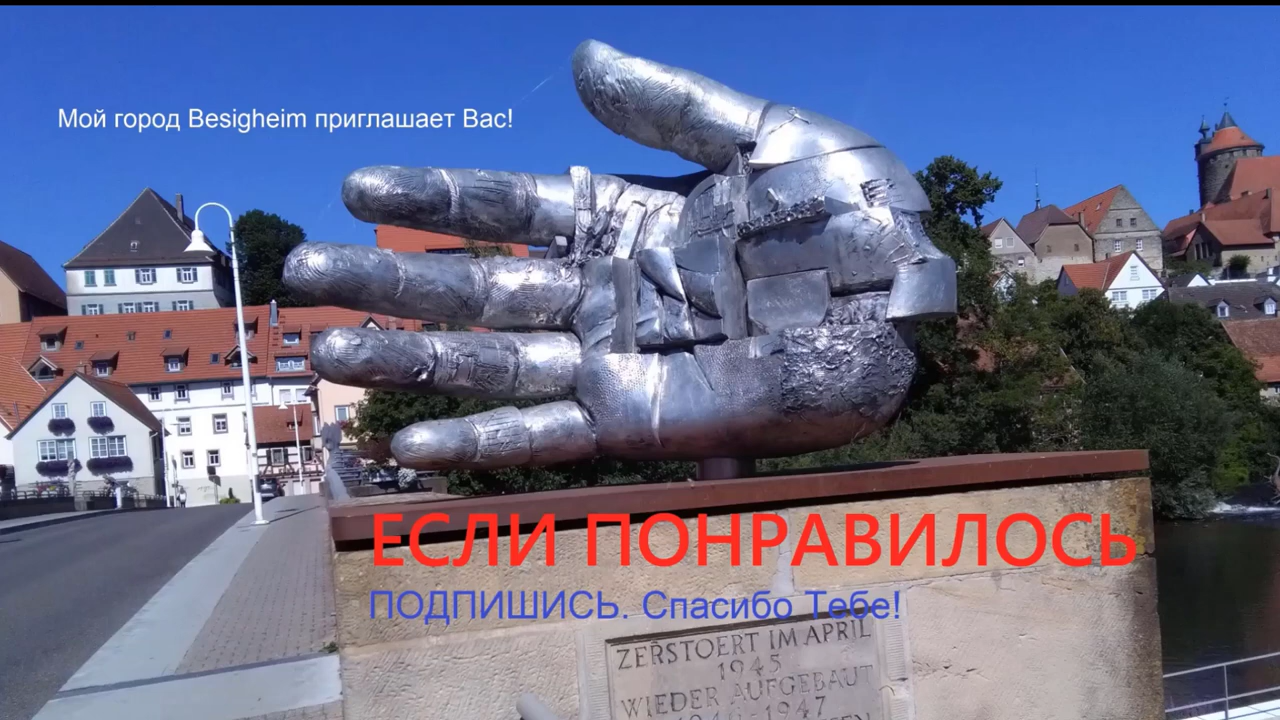 Мой город Besigheim приглашает Вас!
ЕСЛИ ПОНРАВИЛОСЬ
ПОДПИШИСЬ. Спасибо Тебе!
ZERSTOERT IM APRIL
1945
WIEDER AUFGEBAUT